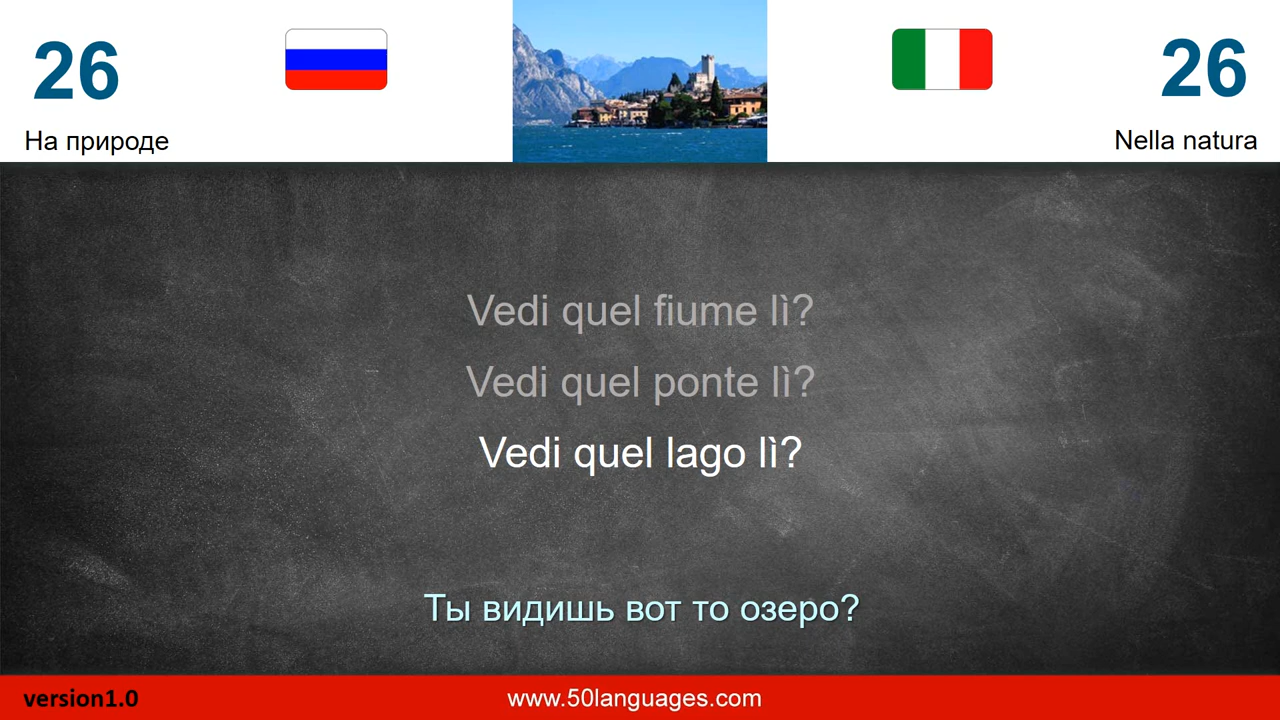 26
26
На природе
Nella natura
Vedi quel fiume lì?
Vedi quel ponte lì?
Vedi quel lago lì?
Ты видишь вот то озеро?
version1.0
www.50languages.com